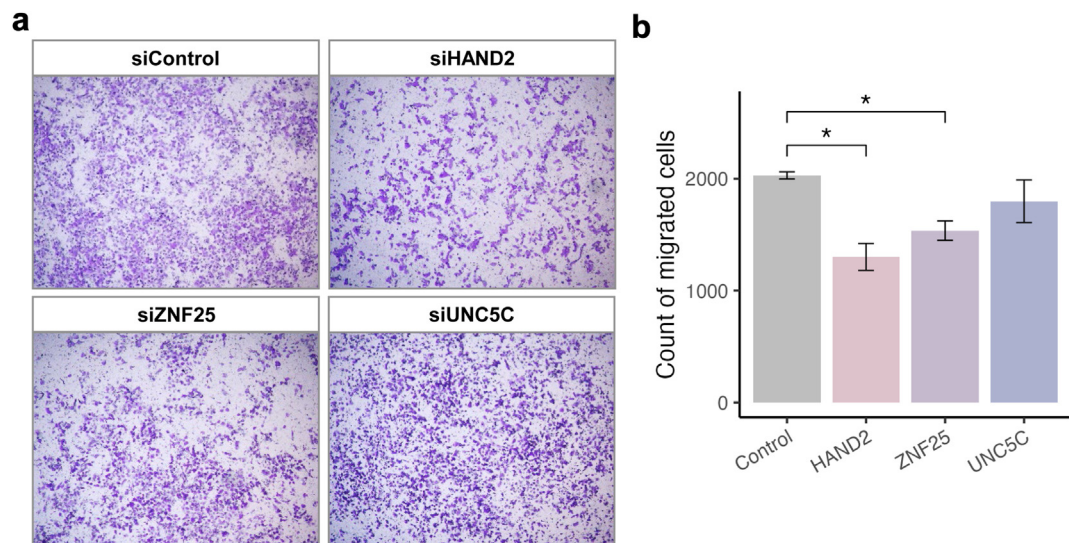 a
siControl
siHAND2
siZNF25
siUNC5C
b
Count of migrated cells
2000
1000
0
*
*
Control
HAND2
ZNF25
UNC5C